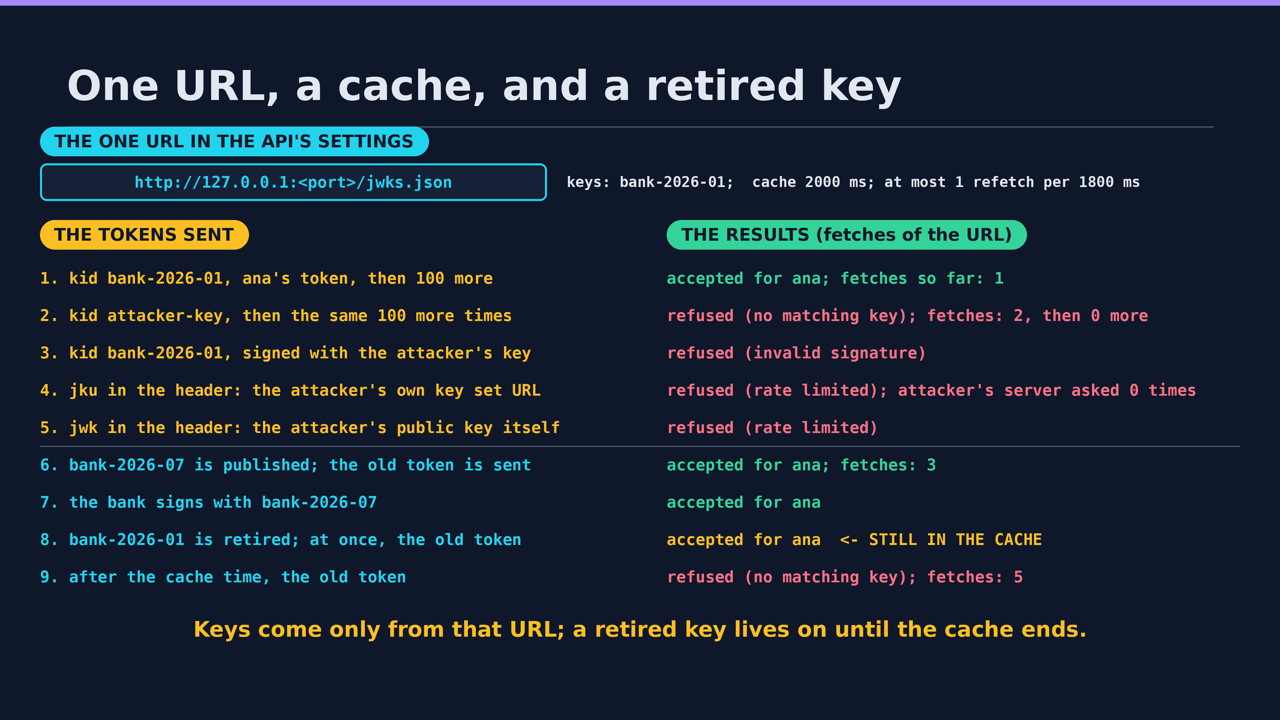 One URL, a cache, and a retired key
THE ONE URL IN THE API'S SETTINGS
http://127.0.0.1:<port>/jwks.json
keys: bank-2026-01;  cache 2000 ms; at most 1 refetch per 1800 ms
THE TOKENS SENT
THE RESULTS (fetches of the URL)
1. kid bank-2026-01, ana's token, then 100 more
accepted for ana; fetches so far: 1
2. kid attacker-key, then the same 100 more times
refused (no matching key); fetches: 2, then 0 more
3. kid bank-2026-01, signed with the attacker's key
refused (invalid signature)
4. jku in the header: the attacker's own key set URL
refused (rate limited); attacker's server asked 0 times
5. jwk in the header: the attacker's public key itself
refused (rate limited)
6. bank-2026-07 is published; the old token is sent
accepted for ana; fetches: 3
7. the bank signs with bank-2026-07
accepted for ana
8. bank-2026-01 is retired; at once, the old token
accepted for ana  <- STILL IN THE CACHE
9. after the cache time, the old token
refused (no matching key); fetches: 5
Keys come only from that URL; a retired key lives on until the cache ends.